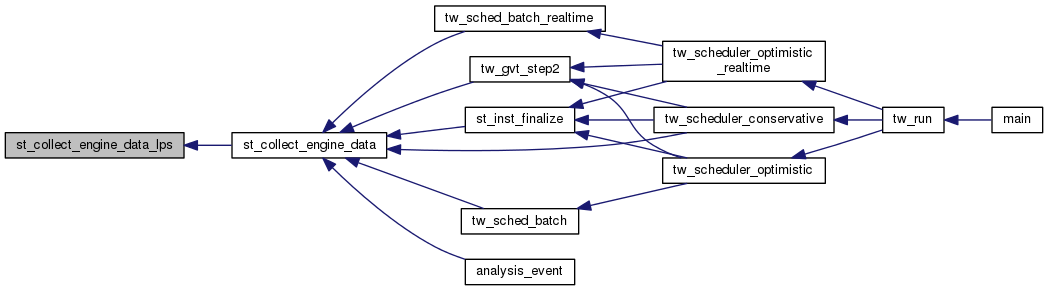 tw_sched_batch_realtime
tw_scheduler_optimistic
_realtime
tw_gvt_step2
st_inst_finalize
tw_scheduler_conservative
tw_run
main
st_collect_engine_data_lps
st_collect_engine_data
tw_scheduler_optimistic
tw_sched_batch
analysis_event